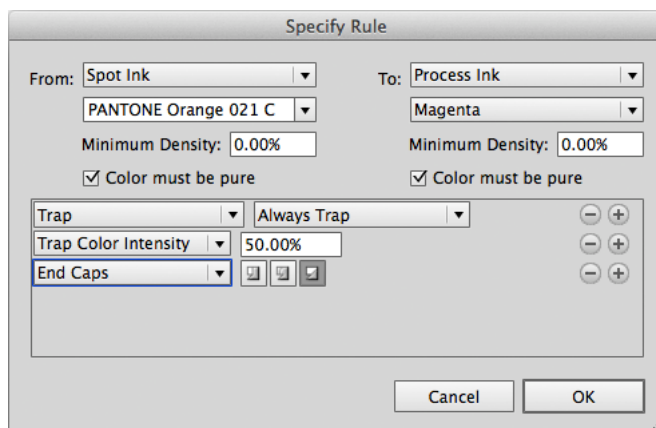 Specify Rule
From: Spot Ink To: Process Ink
PANTONE Orange 021 C Magenta
Minimum Density: 0.00% Minimum Density: 0.00%
Color must be pure Color must be pure
Trap Always Trap
Trap Color Intensity 50.00%
End Caps
Cancel OK